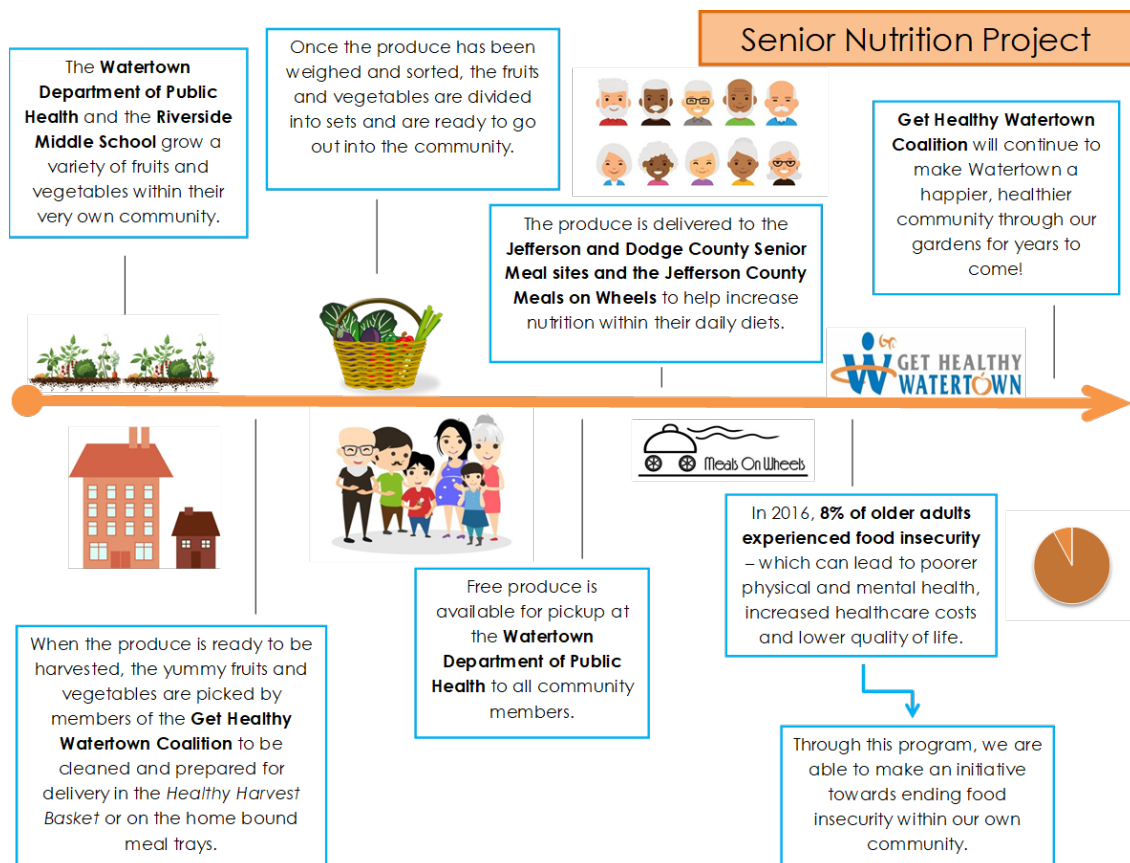 Senior Nutrition Project
The Watertown
Department of Public
Health and the Riverside
Middle School grow a
variety of fruits and
vegetables within their
very own community.
When the produce is ready to be
harvested, the yummy fruits and
vegetables are picked by
members of the Get Healthy
Watertown Coalition to be
cleaned and prepared for
delivery in the Healthy Harvest
Basket or on the home bound
meal trays.
Once the produce has been
weighed and sorted, the fruits
and vegetables are divided
into sets and are ready to go
out into the community.
Free produce is
available for pickup at
the Watertown
Department of Public
Health to all community
members.
The produce is delivered to the
Jefferson and Dodge County Senior
Meal sites and the Jefferson County
Meals on Wheels to help increase
nutrition within their daily diets.
Meals On Wheels
In 2016, 8% of older adults
experienced food insecurity
– which can lead to poorer
physical and mental health,
increased healthcare costs
and lower quality of life.
Through this program, we are
able to make an initiative
towards ending food
insecurity within our own
community.
Get Healthy Watertown
Coalition will continue to
make Watertown a
happier, healthier
community through our
gardens for years to
come!
GET HEALTHY
WATERTOWN